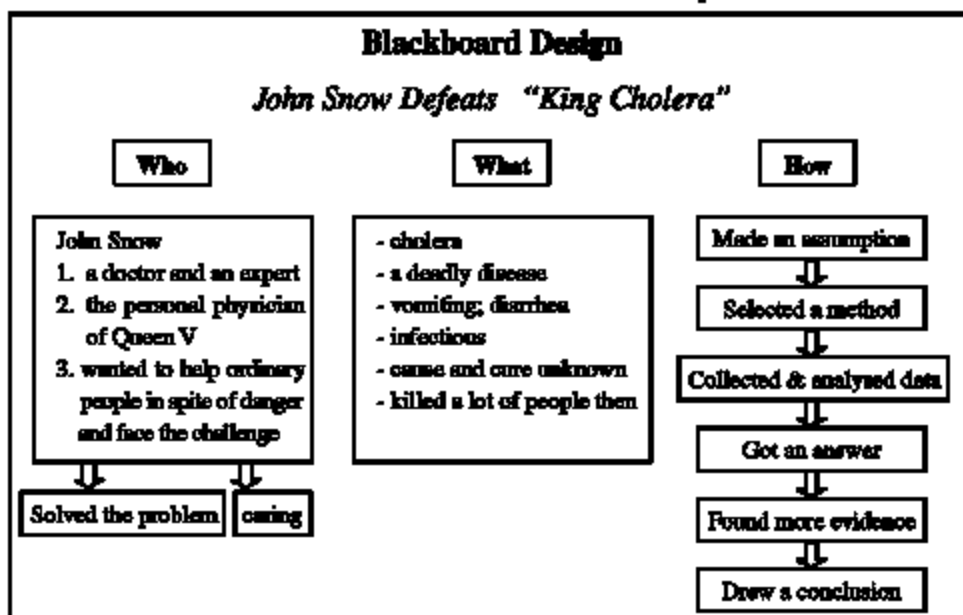 Blackboard Design
John Snow Defeats "King Cholera"
Who
John Snow
1. a doctor and an expert
2. the personal physician
of Queen V
3. wanted to help ordinary
people in spite of danger
and face the challenge
Solved the problem
caring
What
- cholera
- a deadly disease
- vomiting; diarrhea
- infectious
- cause and cure unknown
- killed a lot of people then
How
Made an assumption
Selected a method
Collected & analysed data
Got an answer
Found more evidence
Drew a conclusion